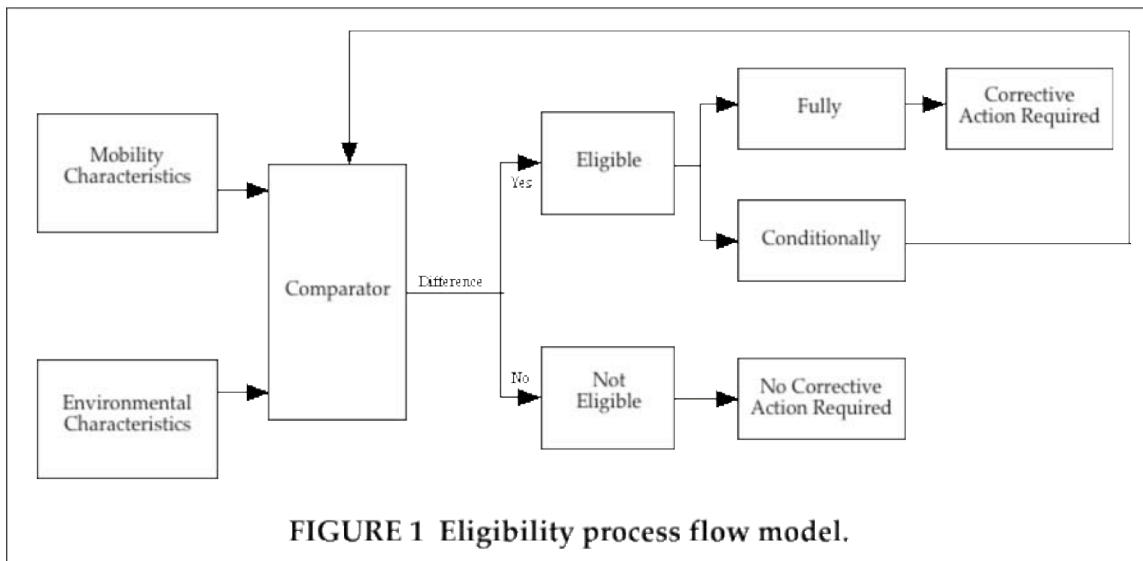 Mobility
Characteristics
Environmental
Characteristics
Comparator
Difference
Yes
No
Eligible
Not
Eligible
Fully
Conditionally
Corrective
Action Required
No Corrective
Action Required
FIGURE 1 Eligibility process flow model.